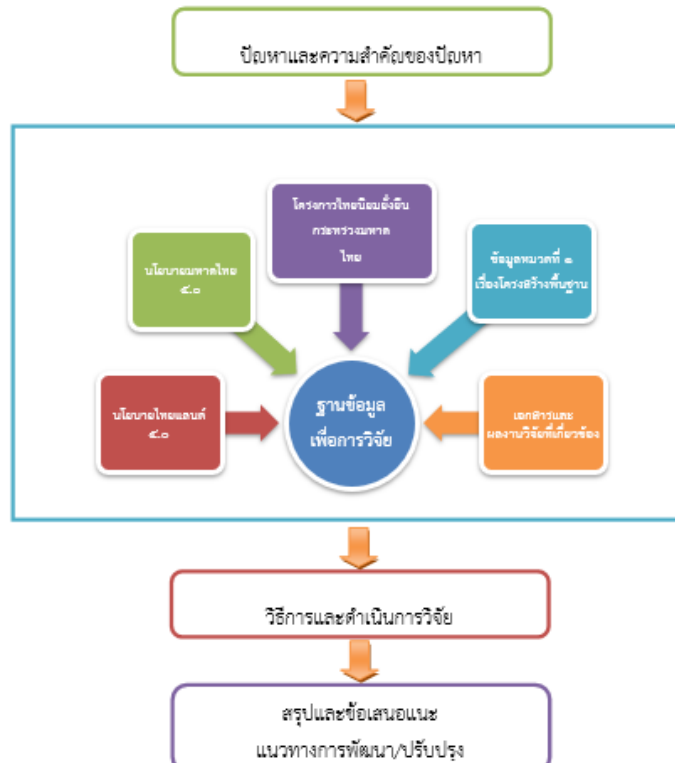 ปัญหาและความสำคัญของปัญหา
โครงการไทยนิยมยั่งยืน
กระทรวงมหาด
ไทย
นโยบายมหาดไทย
๔.๐
ข้อมูลหมวดที่ ๑
เรื่องโครงสร้างพื้นฐาน
นโยบายไทยแลนด์
๔.๐
ฐานข้อมูล
เพื่อการวิจัย
เอกสารและ
ผลงานวิจัยที่เกี่ยวข้อง
วิธีการและดำเนินการวิจัย
สรุปและข้อเสนอแนะ
แนวทางการพัฒนา/ปรับปรุง